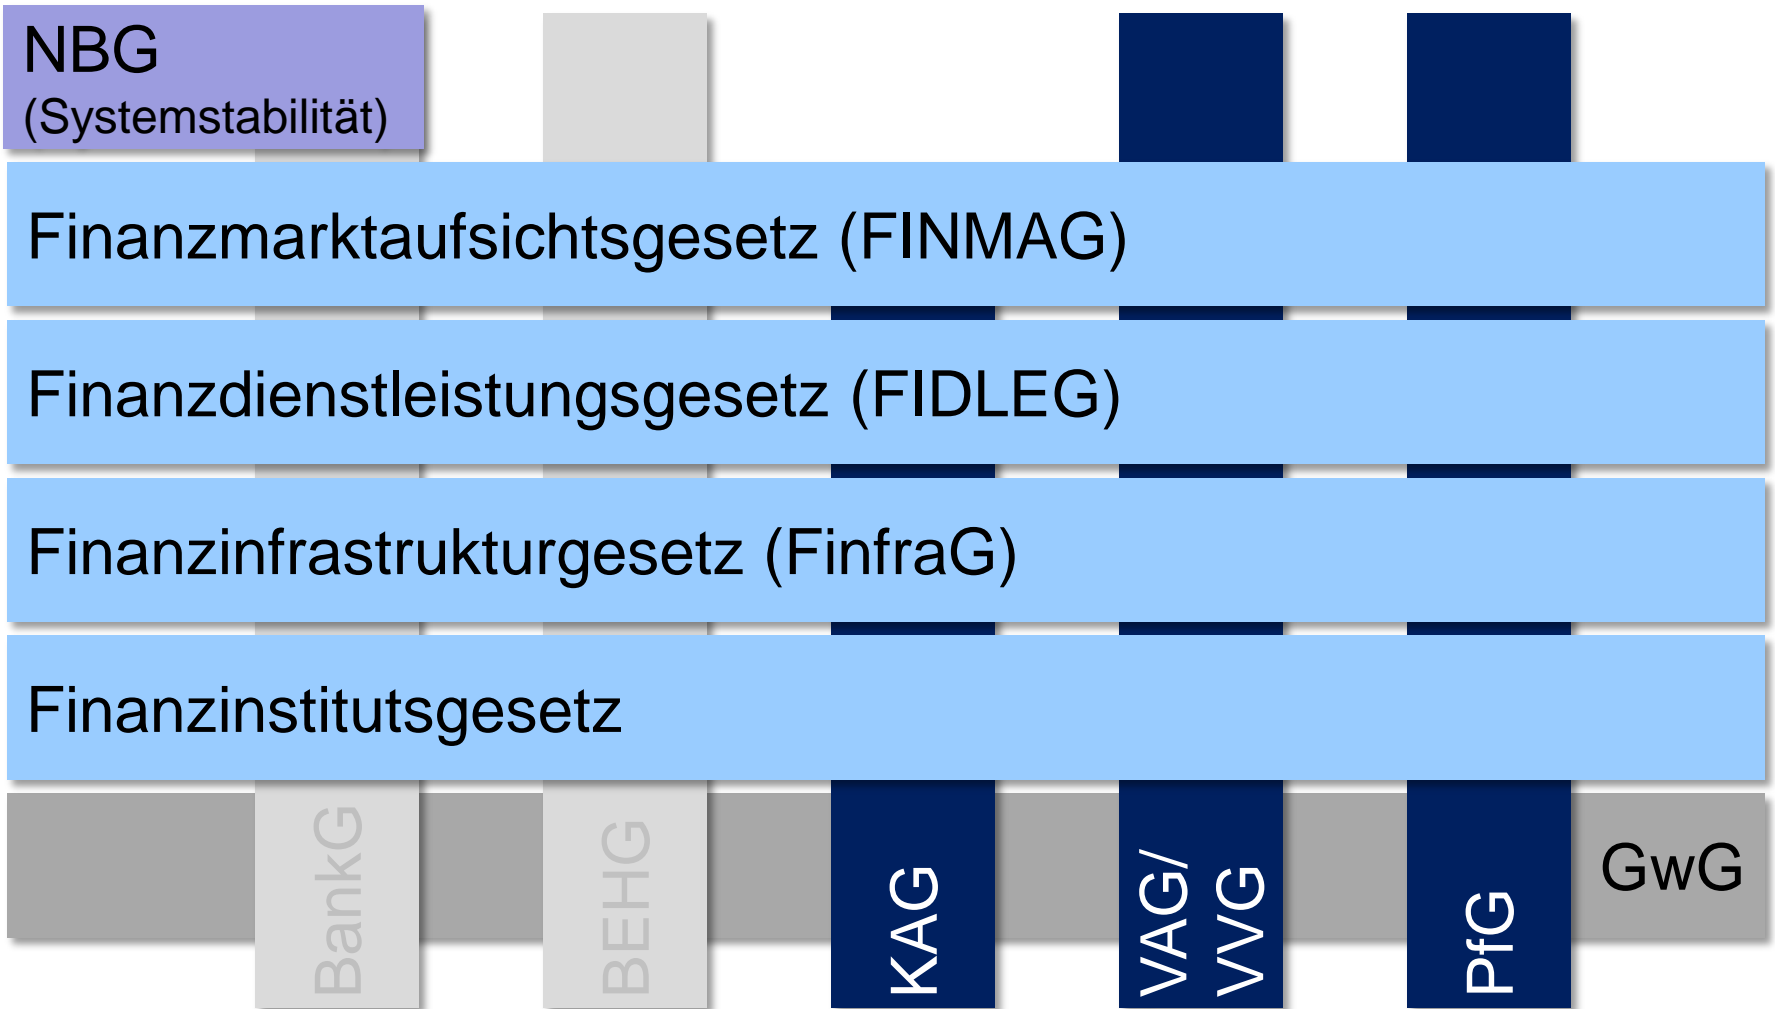 NBG
(Systemstabilität)
Finanzmarktaufsichtsgesetz (FINMAG)
Finanzdienstleistungsgesetz (FIDLEG)
Finanzinfrastrukturgesetz (FinfraG)
Finanzinstitutsgesetz
BankG
BEHG
KAG
VAG/
VVG
PfG
GwG